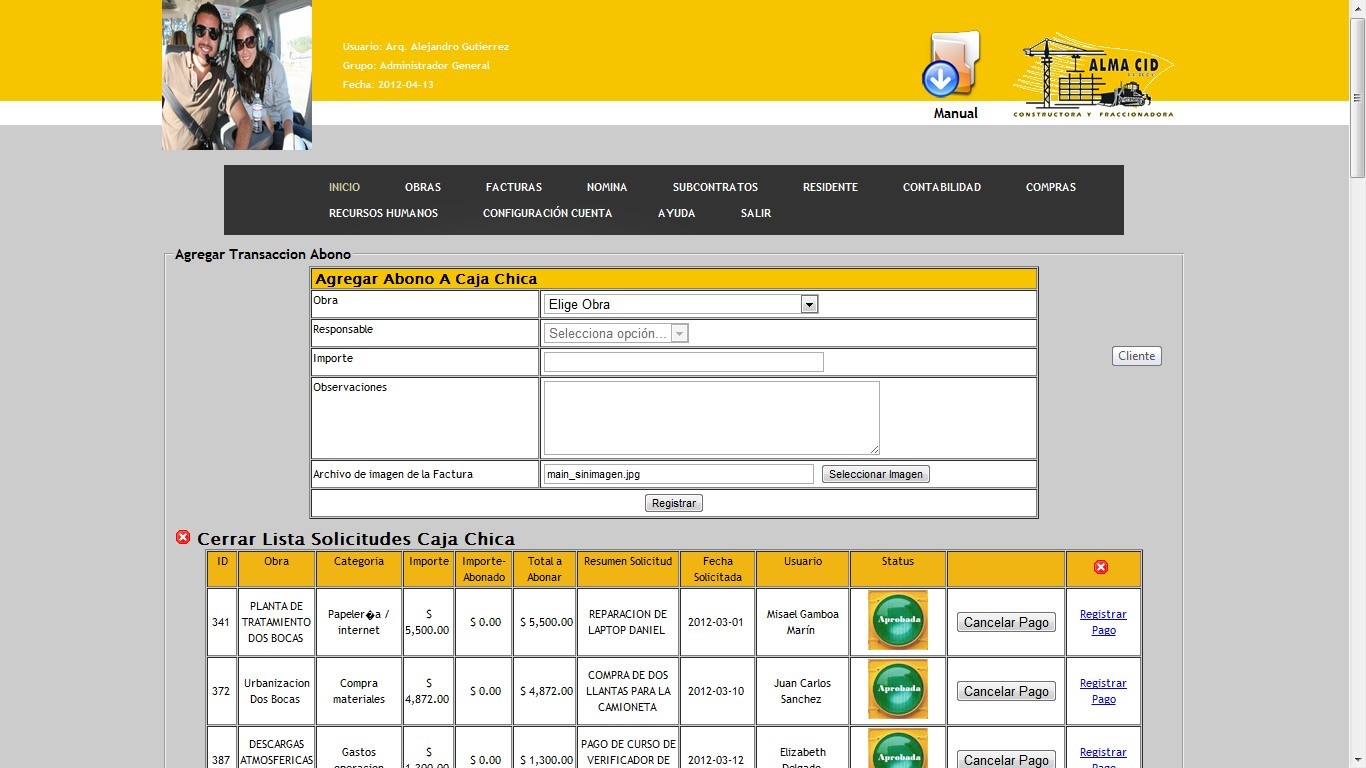 Usuario: Arq. Alejandro Gutierrez
Grupo: Administrador General
Fecha: 2012-04-13
Manual
ALMA CID
CONSTRUCTORA Y FRACCIONADORA
INICIO OBRAS FACTURAS NOMINA SUBCONTRATOS RESIDENTE CONTABILIDAD COMPRAS
RECURSOS HUMANOS CONFIGURACIÓN CUENTA AYUDA SALIR
Agregar Transaccion Abono
Agregar Abono A Caja Chica
Obra Elige Obra
Responsable Selecciona opción...
Importe
Cliente
Observaciones
Archivo de imagen de la Factura main_sinimagen.jpg Seleccionar Imagen
Registrar
Cerrar Lista Solicitudes Caja Chica
ID Obra Categoria Importe Importe-Abonado Total a Abonar Resumen Solicitud Fecha Solicitada Usuario Status
341 PLANTA DE TRATAMIENTO DOS BOCAS Papeler�a / internet $ 5,500.00 $ 0.00 $ 5,500.00 REPARACION DE LAPTOP DANIEL 2012-03-01 Misael Gamboa Marín Aprobada Cancelar Pago Registrar Pago
372 Urbanizacion Dos Bocas Compra materiales $ 4,872.00 $ 0.00 $ 4,872.00 COMPRA DE DOS LLANTAS PARA LA CAMIONETA 2012-03-10 Juan Carlos Sanchez Aprobada Cancelar Pago Registrar Pago
387 DESCARGAS ATMOSFERICAS Gastos operacion $ 1,300.00 $ 0.00 $ 1,300.00 PAGO DE CURSO DE VERIFICADOR DE 2012-03-12 Elizabeth Delgado Aprobada Cancelar Pago Registrar Pago